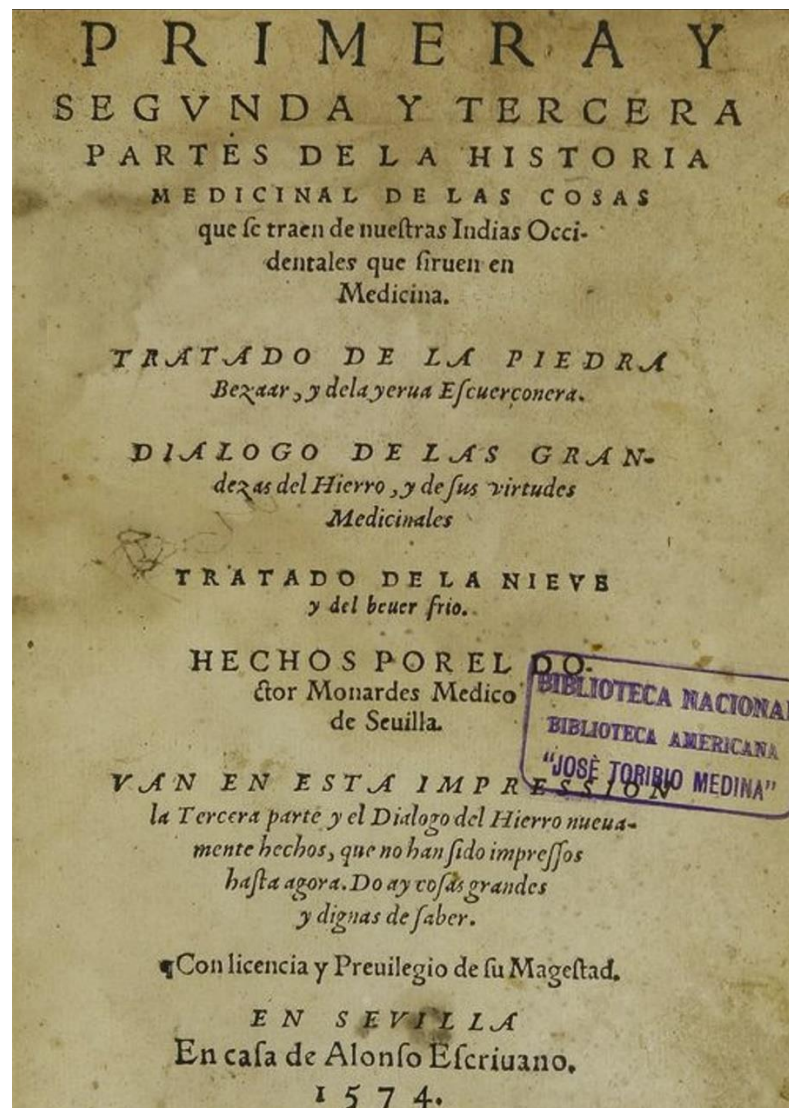 PRIMERA Y
SEGVNDA Y TERCERA
PARTES DE LA HISTORIA
MEDICINAL DE LAS COSAS
que ſe traen de nueſtras Indias Occi-
dentales que ſiruen en
Medicina.
TRATADO DE LA PIEDRA
Bezaar, y dela yerua Eſcuerçonera.
DIALOGO DE LAS GRAN-
dezas del Hierro, y de ſus virtudes
Medicinales
TRATADO DE LA NIEVE
y del beuer frio.
HECHOS POR EL DO-
ctor Monardes Medico
de Seuilla.
BIBLIOTECA NACIONAL
BIBLIOTECA AMERICANA
"JOSÈ TORIBIO MEDINA"
VAN EN ESTA IMPRESSION
la Tercera parte y el Dialogo del Hierro nueua-
mente hechos, que no han ſido impreſſos
haſta agora. Do ay coſas grandes
y dignas de ſaber.
¶Con licencia y Preuilegio de ſu Mageſtad.
EN SEVILLA
En caſa de Alonſo Eſcriuano.
1574.